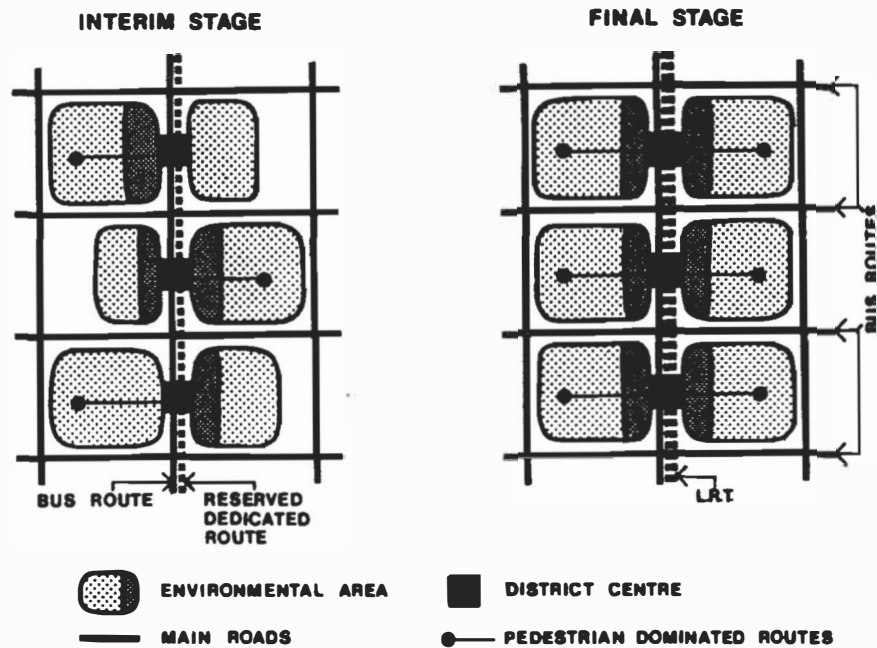 INTERIM STAGE
FINAL STAGE
BUS ROUTES
BUS ROUTE
RESERVED
DEDICATED
ROUTE
L.R.T.
ENVIRONMENTAL AREA
DISTRICT CENTRE
MAIN ROADS
PEDESTRIAN DOMINATED ROUTES